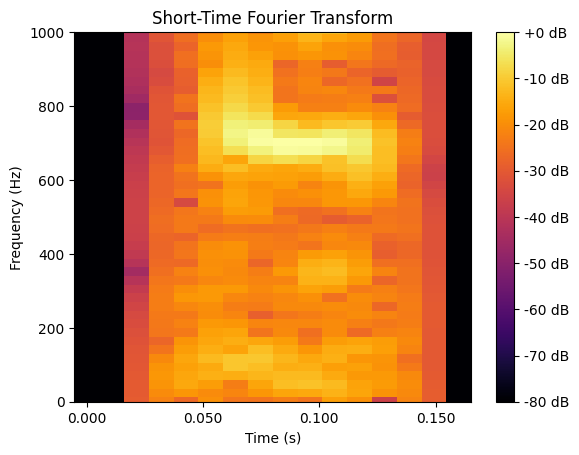 Short-Time Fourier Transform
1000
800
600
400
200
0
Frequency (Hz)
0.000
0.050
0.100
0.150
Time (s)
+0 dB
-10 dB
-20 dB
-30 dB
-40 dB
-50 dB
-60 dB
-70 dB
-80 dB